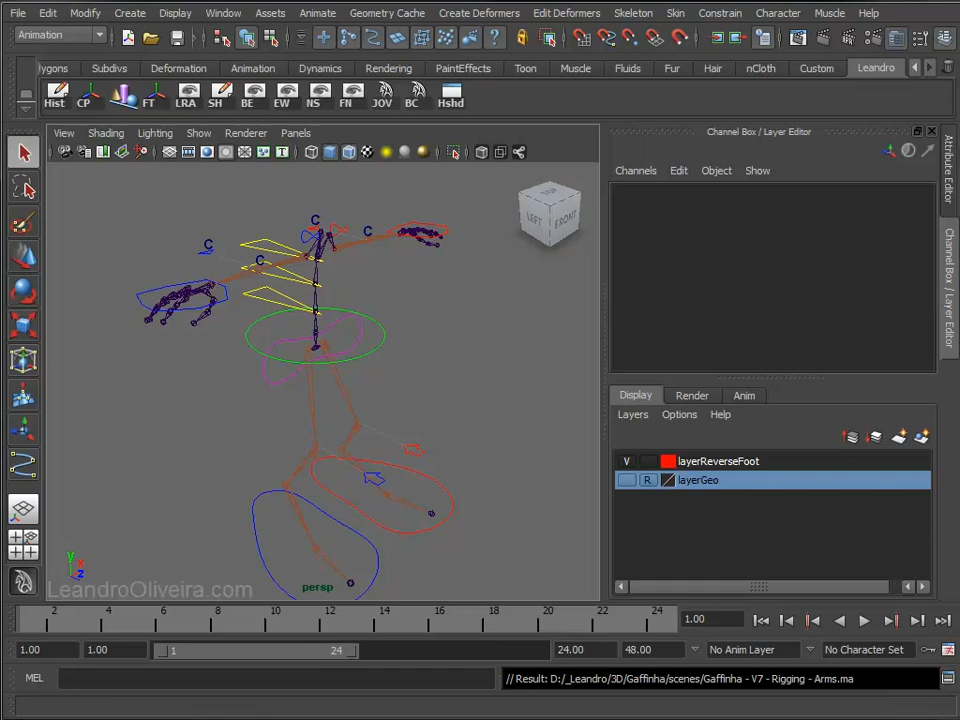 File Edit Modify Create Display Window Assets Animate Geometry Cache Create Deformers Edit Deformers Skeleton Skin Constrain Character Muscle Help
Animation
lygons Subdivs Deformation Animation Dynamics Rendering PaintEffects Toon Muscle Fluids Fur Hair nCloth Custom Leandro
Hist CP FT LRA SH BE EW NS FN JOV BC Hshd
View Shading Lighting Show Renderer Panels
Channel Box / Layer Editor
Channels Edit Object Show
TOP
LEFT FRONT
C
C
C
C
Attribute Editor
Channel Box / Layer Editor
Display Render Anim
Layers Options Help
V layerReverseFoot
R layerGeo
y
x
z
LeandroOliveira.com
persp
2 4 6 8 10 12 14 16 18 20 22 24
1.00
1.00 1.00 1 24 24.00 48.00 No Anim Layer No Character Set
MEL // Result: D:/_Leandro/3D/Gaffinha/scenes/Gaffinha - V7 - Rigging - Arms.ma